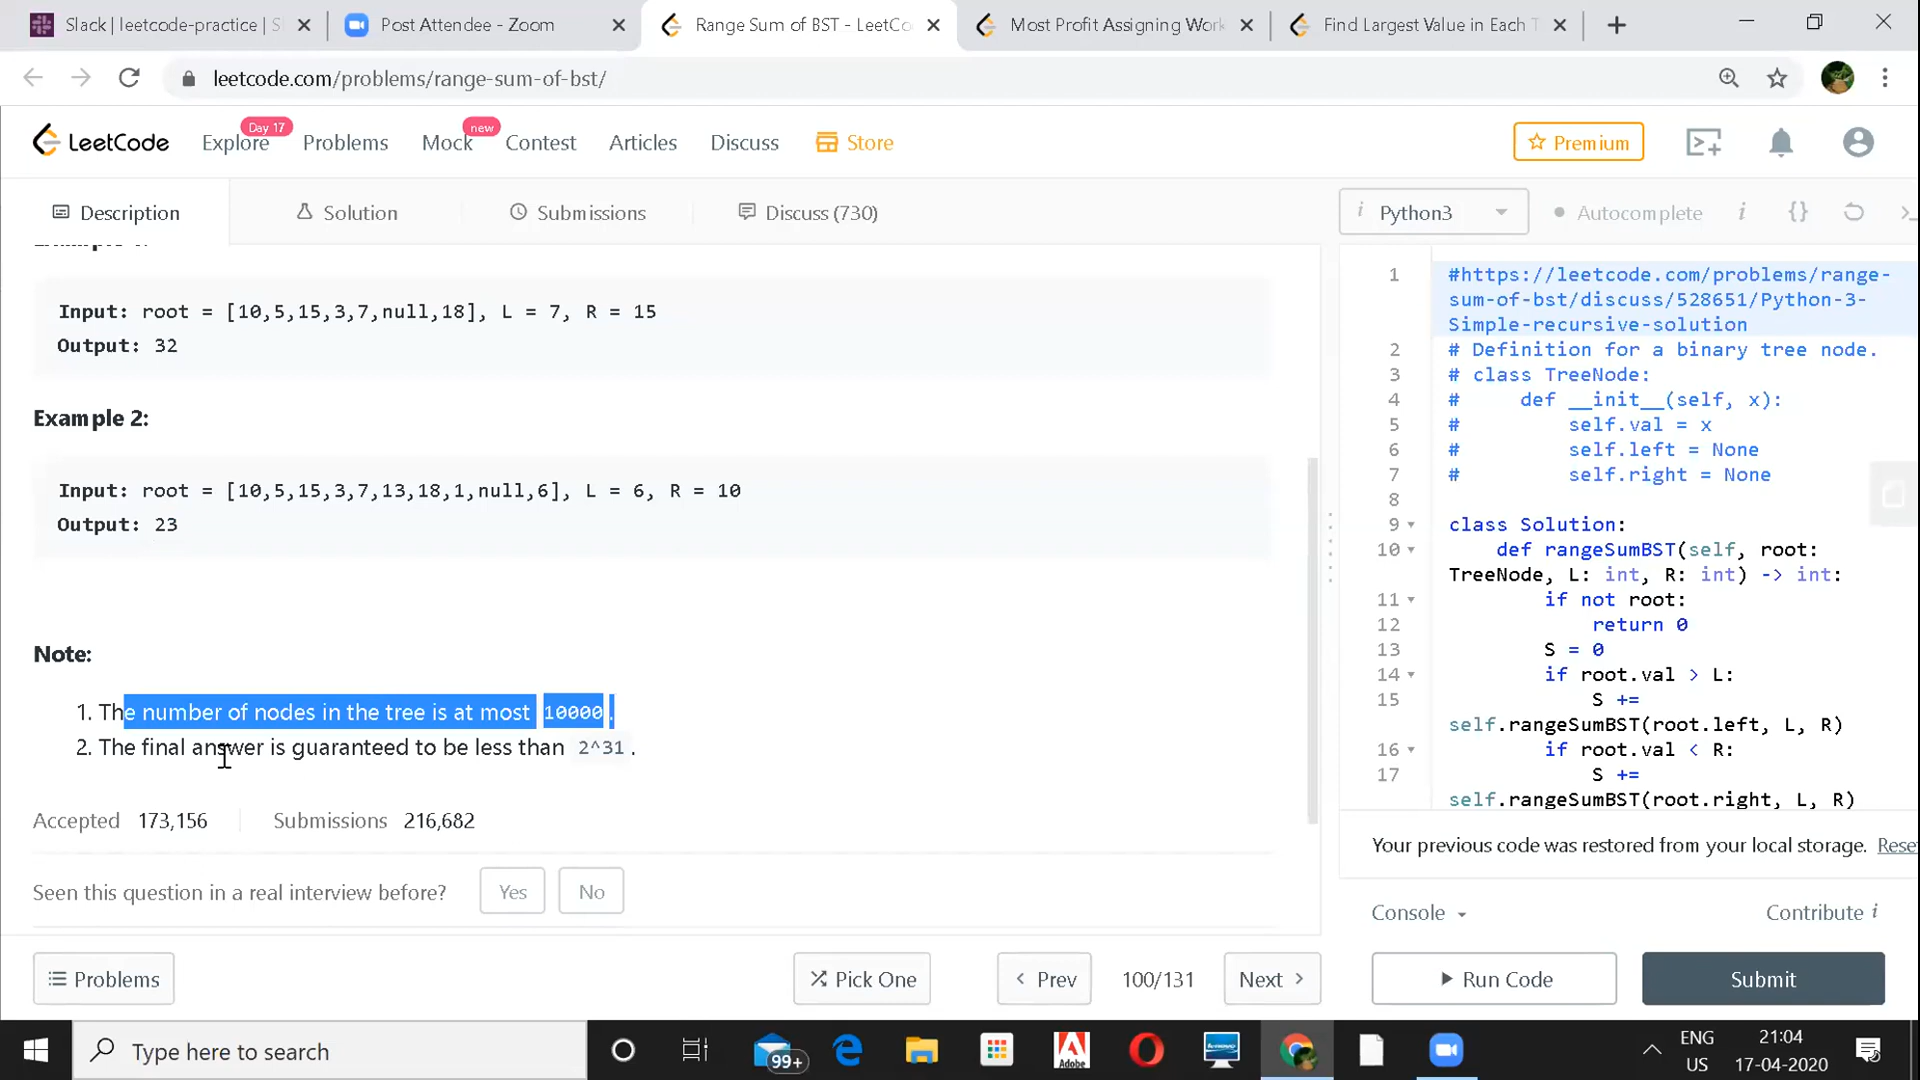 Slack | leetcode-practice | S
Post Attendee - Zoom
Range Sum of BST - LeetCo
Most Profit Assigning Work
Find Largest Value in Each T
leetcode.com/problems/range-sum-of-bst/
LeetCode
Explore
Day 17
Problems
Mock
new
Contest
Articles
Discuss
Store
Premium
Description
Solution
Submissions
Discuss (730)
Python3
Autocomplete
Input: root = [10,5,15,3,7,null,18], L = 7, R = 15
Output: 32
Example 2:
Input: root = [10,5,15,3,7,13,18,1,null,6], L = 6, R = 10
Output: 23
Note:
1. The number of nodes in the tree is at most 10000.
2. The final answer is guaranteed to be less than 2^31.
Accepted 173,156 Submissions 216,682
Seen this question in a real interview before? Yes No
1 #https://leetcode.com/problems/range-
sum-of-bst/discuss/528651/Python-3-
Simple-recursive-solution
2 # Definition for a binary tree node.
3 # class TreeNode:
4 # def __init__(self, x):
5 # self.val = x
6 # self.left = None
7 # self.right = None
8
9 class Solution:
10 def rangeSumBST(self, root:
TreeNode, L: int, R: int) -> int:
11 if not root:
12 return 0
13 S = 0
14 if root.val > L:
15 S +=
self.rangeSumBST(root.left, L, R)
16 if root.val < R:
17 S +=
self.rangeSumBST(root.right, L, R)
Your previous code was restored from your local storage. Rese
Console
Contribute i
Problems
Pick One
Prev
100/131
Next
Run Code
Submit
Type here to search
99+
Adobe
ENG
US
21:04
17-04-2020